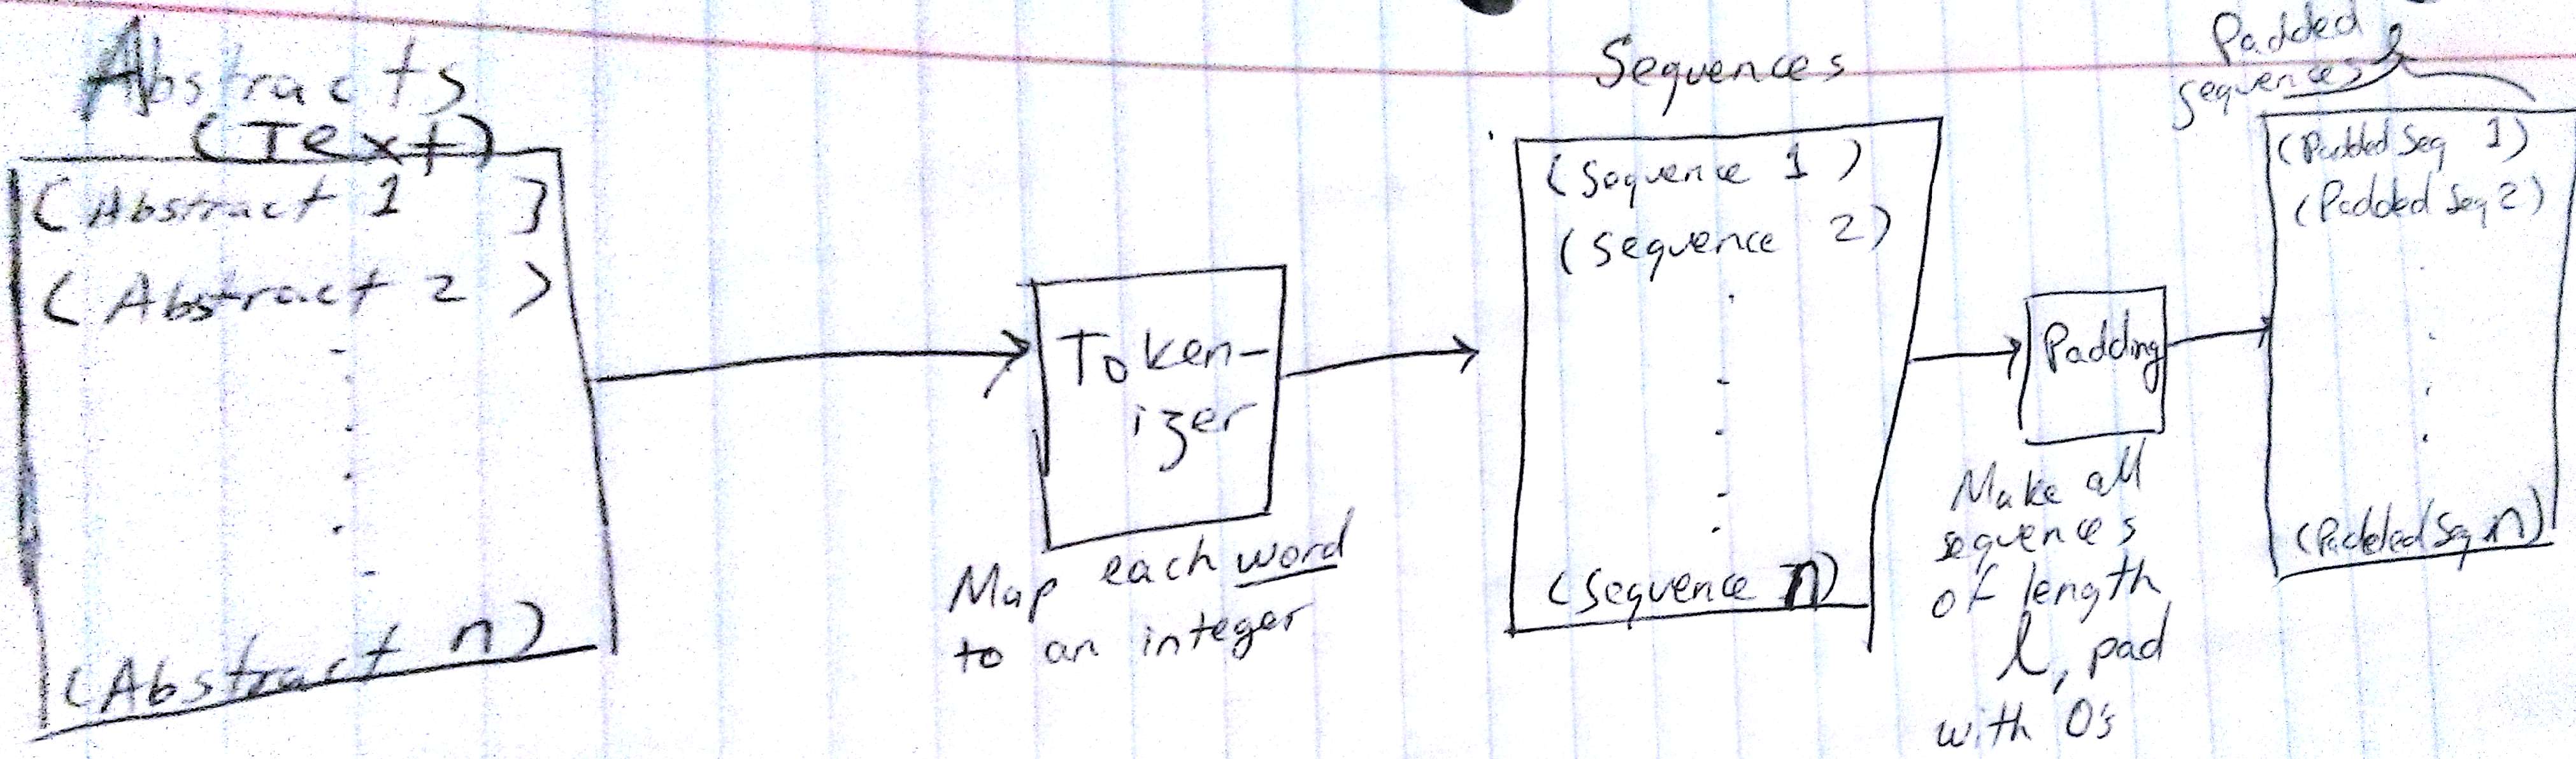 Abstracts
(Text)
(Abstract 1)
(Abstract 2)
(Abstract n)
Token-
izer
Map each word
to an integer
Sequences
(Sequence 1)
(Sequence 2)
(Sequence n)
Padding
Make all
sequences
of length
l, pad
with 0's
Padded
sequences
(Padded Seq 1)
(Padded Seq 2)
(Padded Seq n)